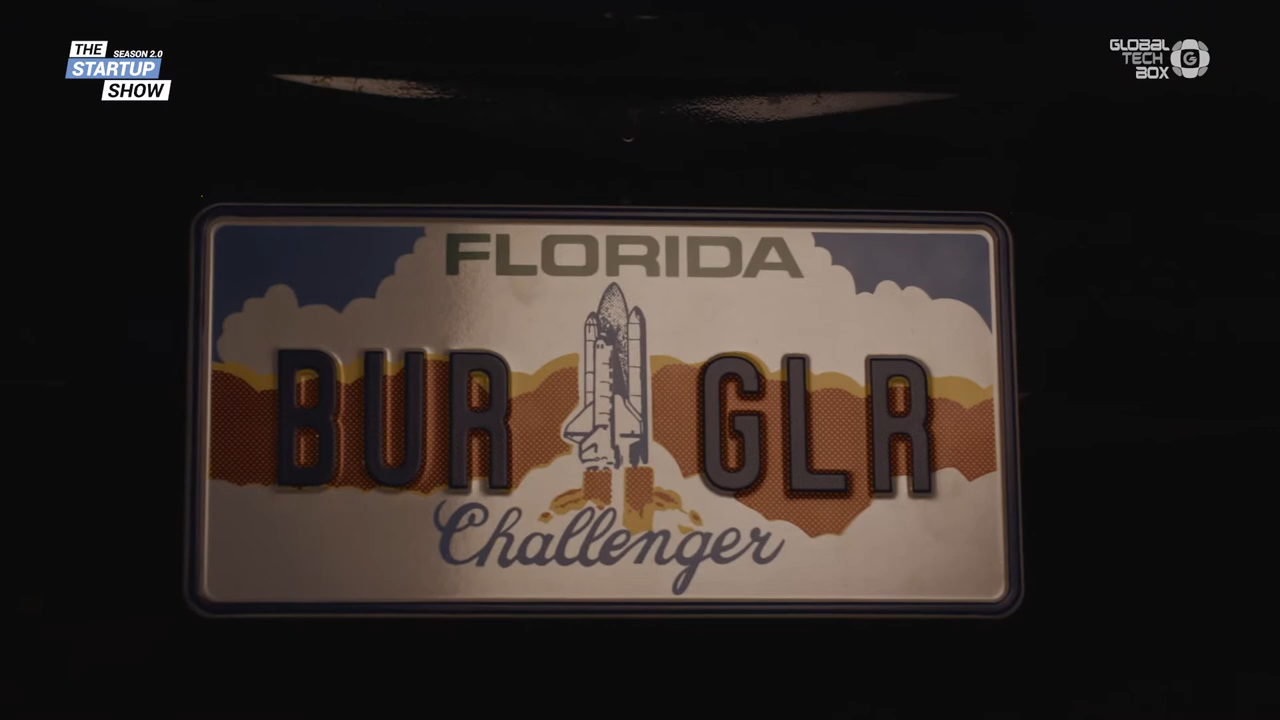 THE
SEASON 2.0
STARTUP
SHOW
GLOBAL
TECH
BOX
G
FLORIDA
BUR GLR
Challenger